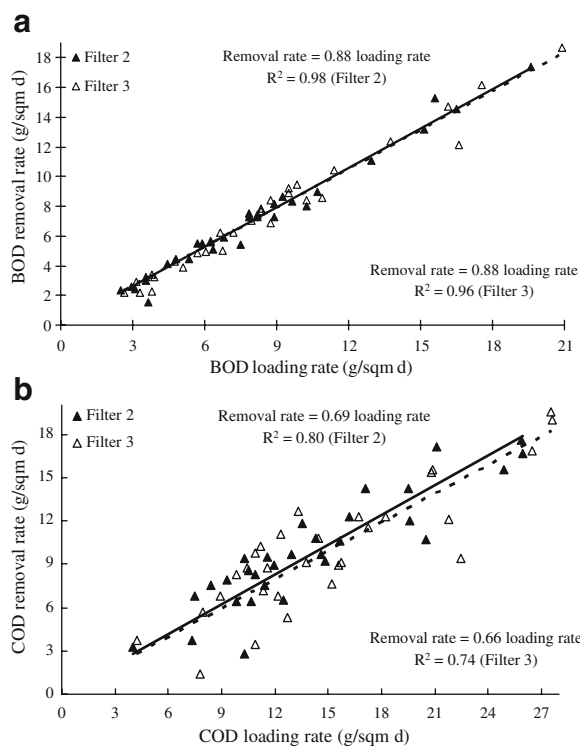 a
Filter 2
Filter 3
Removal rate = 0.88 loading rate
R² = 0.98 (Filter 2)
Removal rate = 0.88 loading rate
R² = 0.96 (Filter 3)
BOD removal rate (g/sqm d)
18
16
14
12
10
8
6
4
2
0
0 3 6 9 12 15 18 21
BOD loading rate (g/sqm d)
b
Filter 2
Filter 3
Removal rate = 0.69 loading rate
R² = 0.80 (Filter 2)
Removal rate = 0.66 loading rate
R² = 0.74 (Filter 3)
COD removal rate (g/sqm d)
18
15
12
9
6
3
0
0 3 6 9 12 15 18 21 24 27
COD loading rate (g/sqm d)